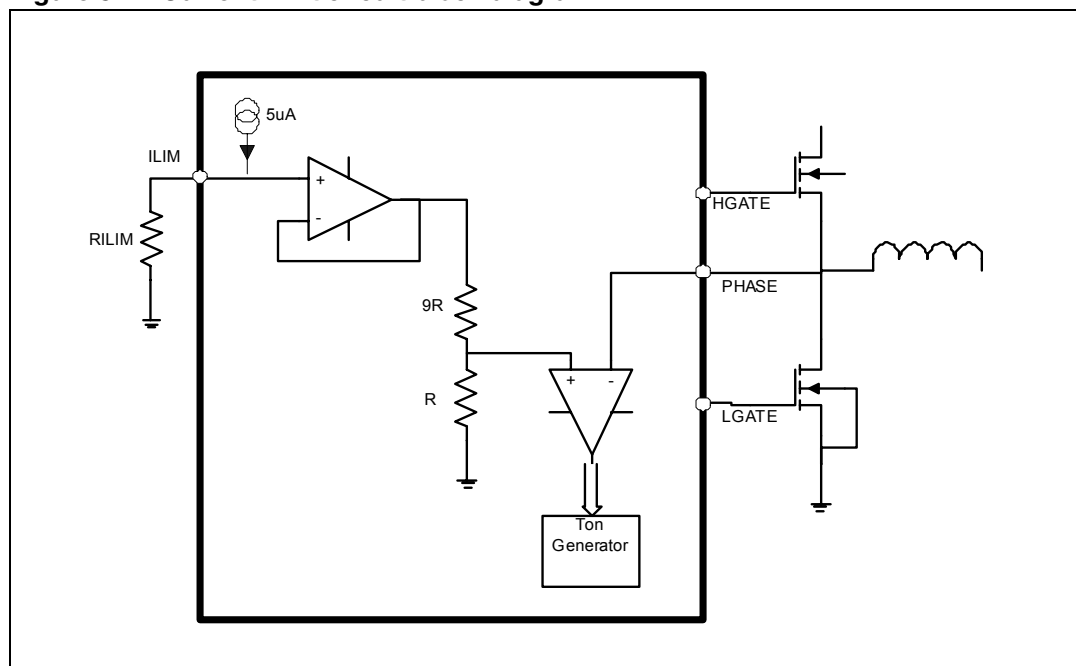 5uA
ILIM
+
-
RILIM
HGATE
PHASE
9R
+ -
R
LGATE
Ton
Generator